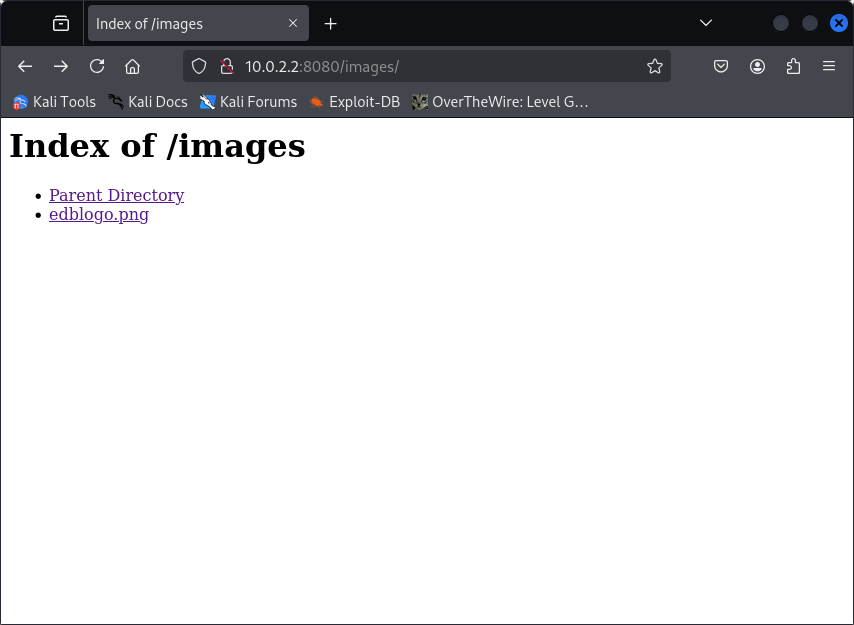 Index of /images
10.0.2.2:8080/images/
Kali Tools Kali Docs Kali Forums Exploit-DB OverTheWire: Level G…
Index of /images
Parent Directory
edblogo.png